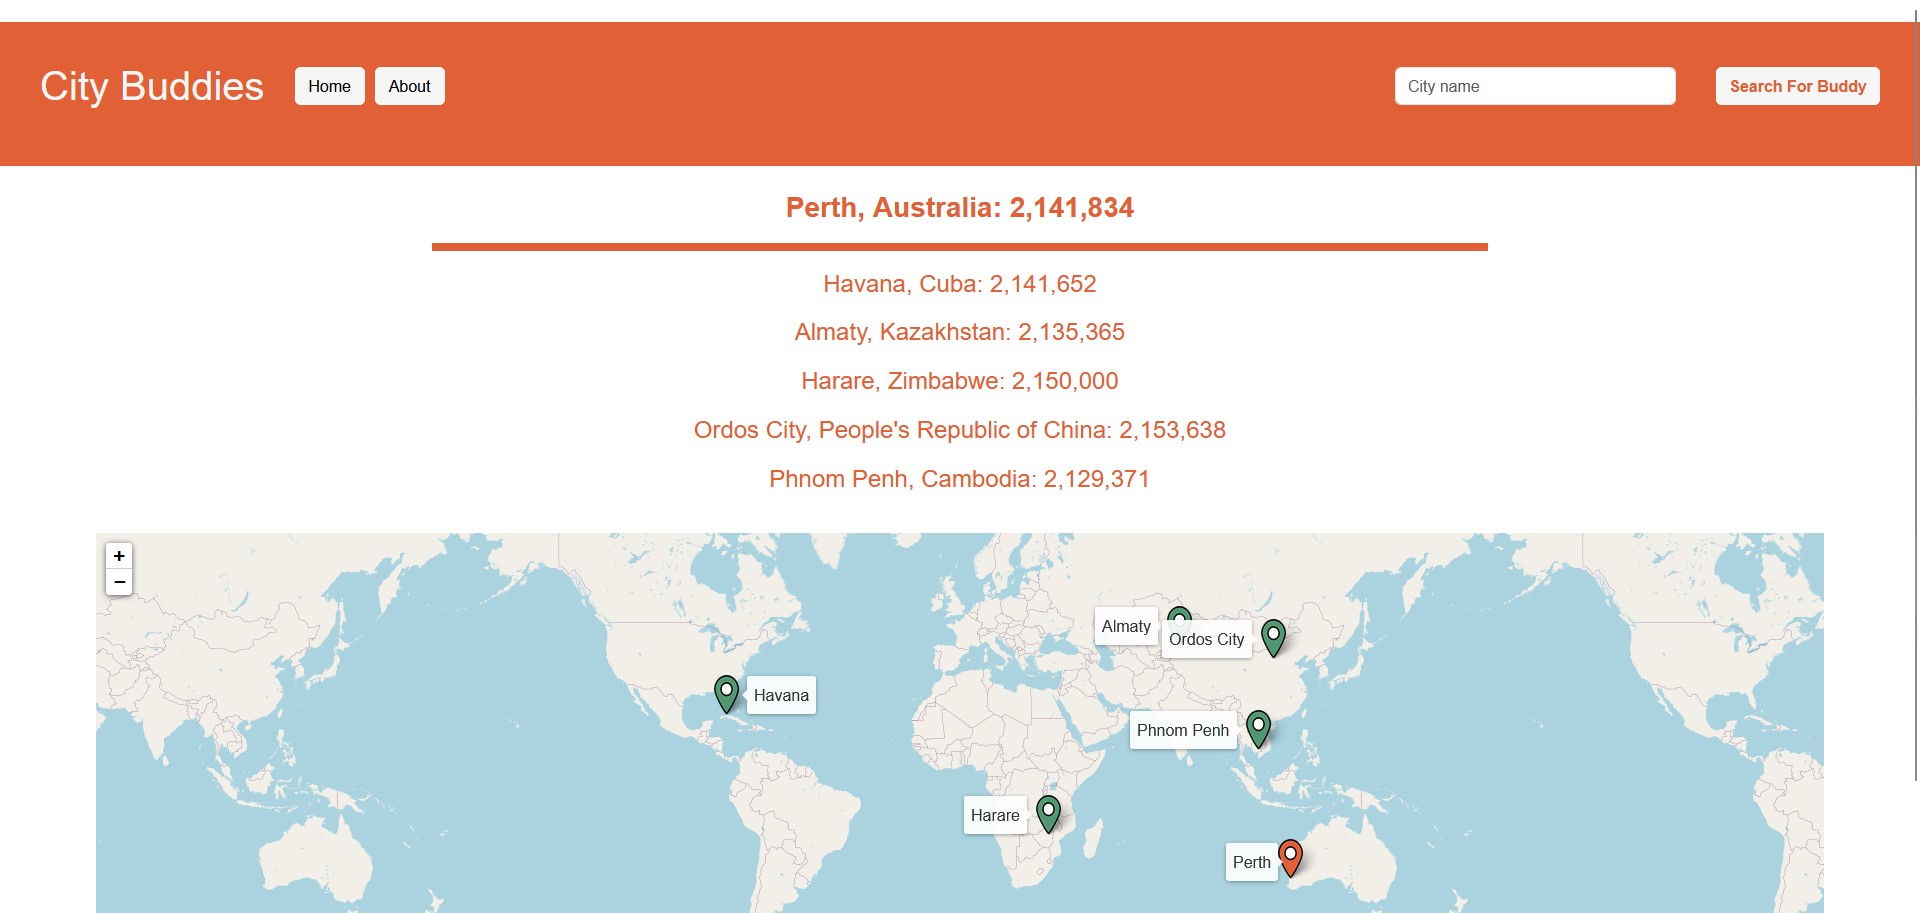 City Buddies Home About City name Search For Buddy
Perth, Australia: 2,141,834
Havana, Cuba: 2,141,652
Almaty, Kazakhstan: 2,135,365
Harare, Zimbabwe: 2,150,000
Ordos City, People's Republic of China: 2,153,638
Phnom Penh, Cambodia: 2,129,371
+
−
Almaty
Ordos City
Havana
Phnom Penh
Harare
Perth